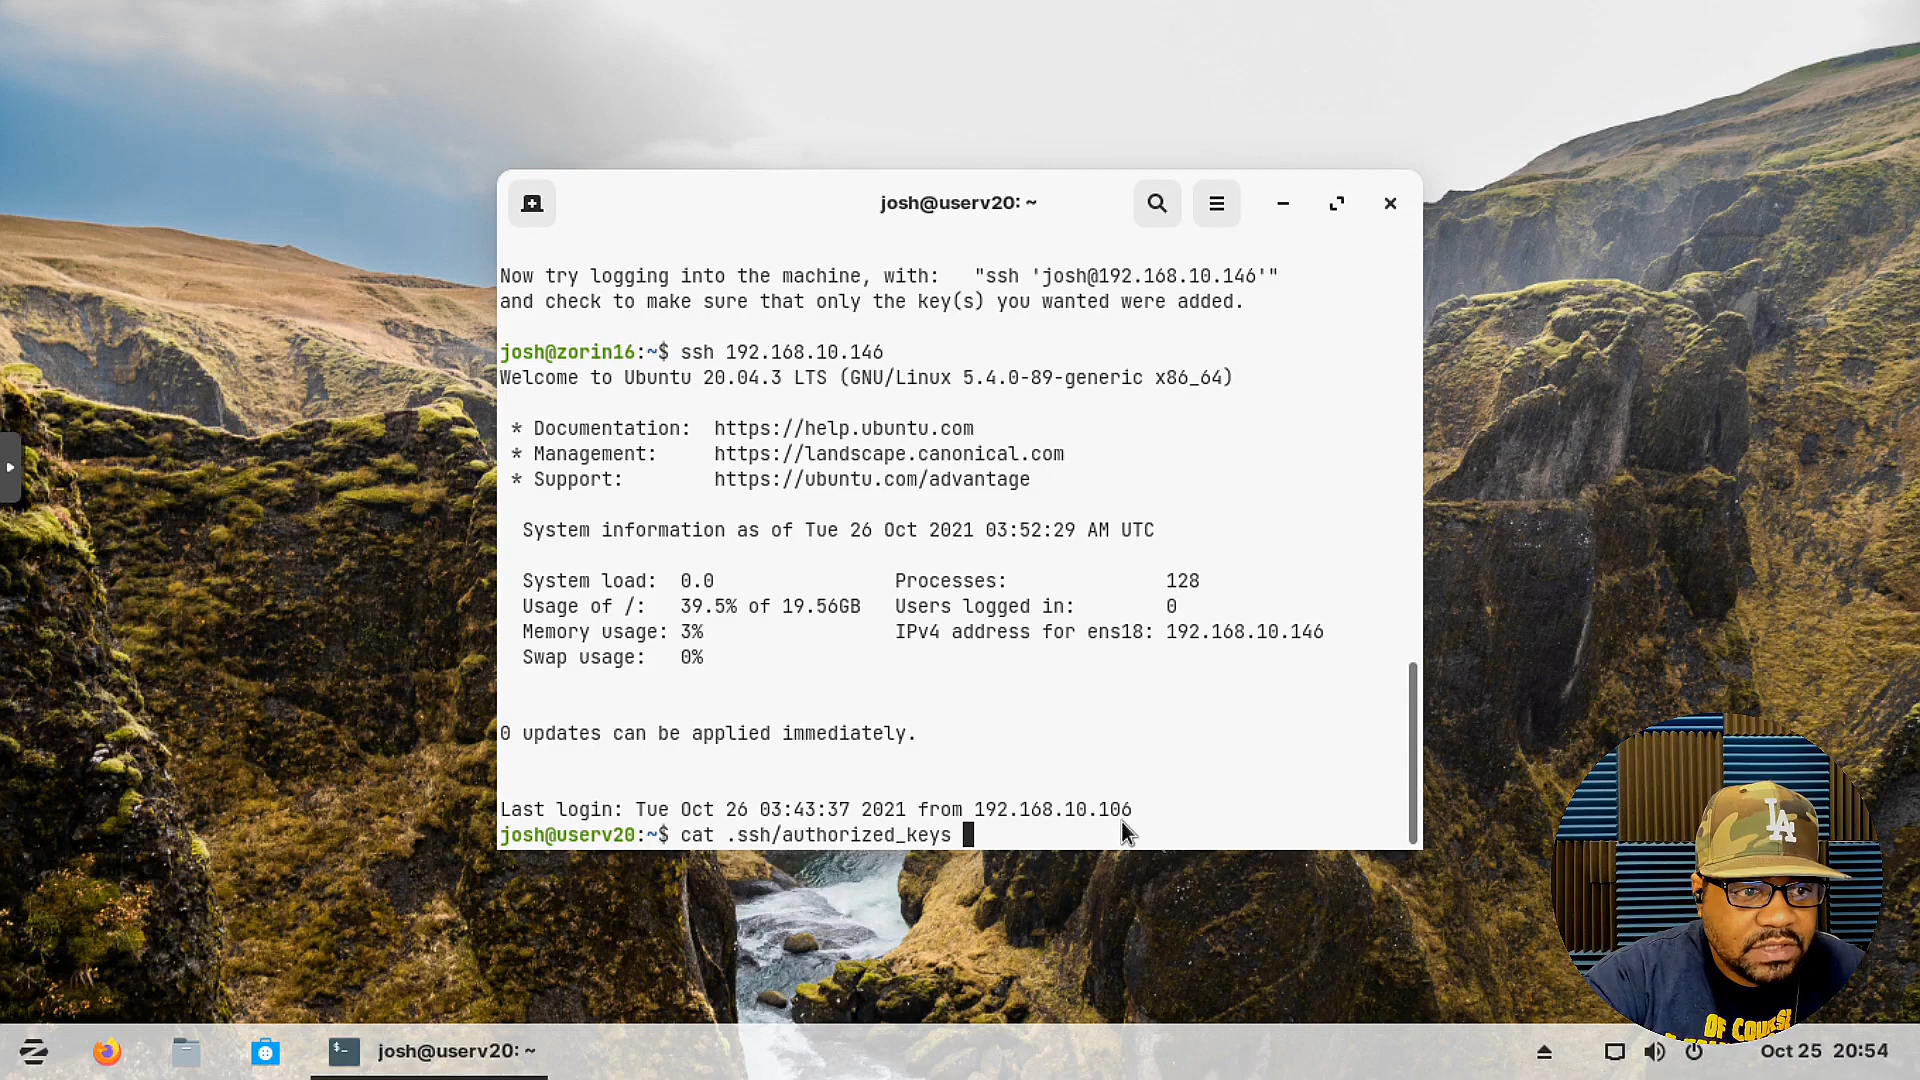 josh@userv20: ~
Now try logging into the machine, with:   "ssh 'josh@192.168.10.146'"
and check to make sure that only the key(s) you wanted were added.
josh@zorin16:~$ ssh 192.168.10.146
Welcome to Ubuntu 20.04.3 LTS (GNU/Linux 5.4.0-89-generic x86_64)
* Documentation:  https://help.ubuntu.com
* Management:     https://landscape.canonical.com
* Support:        https://ubuntu.com/advantage
System information as of Tue 26 Oct 2021 03:52:29 AM UTC
System load:  0.0                Processes:              128
Usage of /:   39.5% of 19.56GB   Users logged in:        0
Memory usage: 3%                 IPv4 address for ens18: 192.168.10.146
Swap usage:   0%
0 updates can be applied immediately.
Last login: Tue Oct 26 03:43:37 2021 from 192.168.10.106
josh@userv20:~$ cat .ssh/authorized_keys
LA
OF COURSE
josh@userv20: ~
Oct 25 20:54